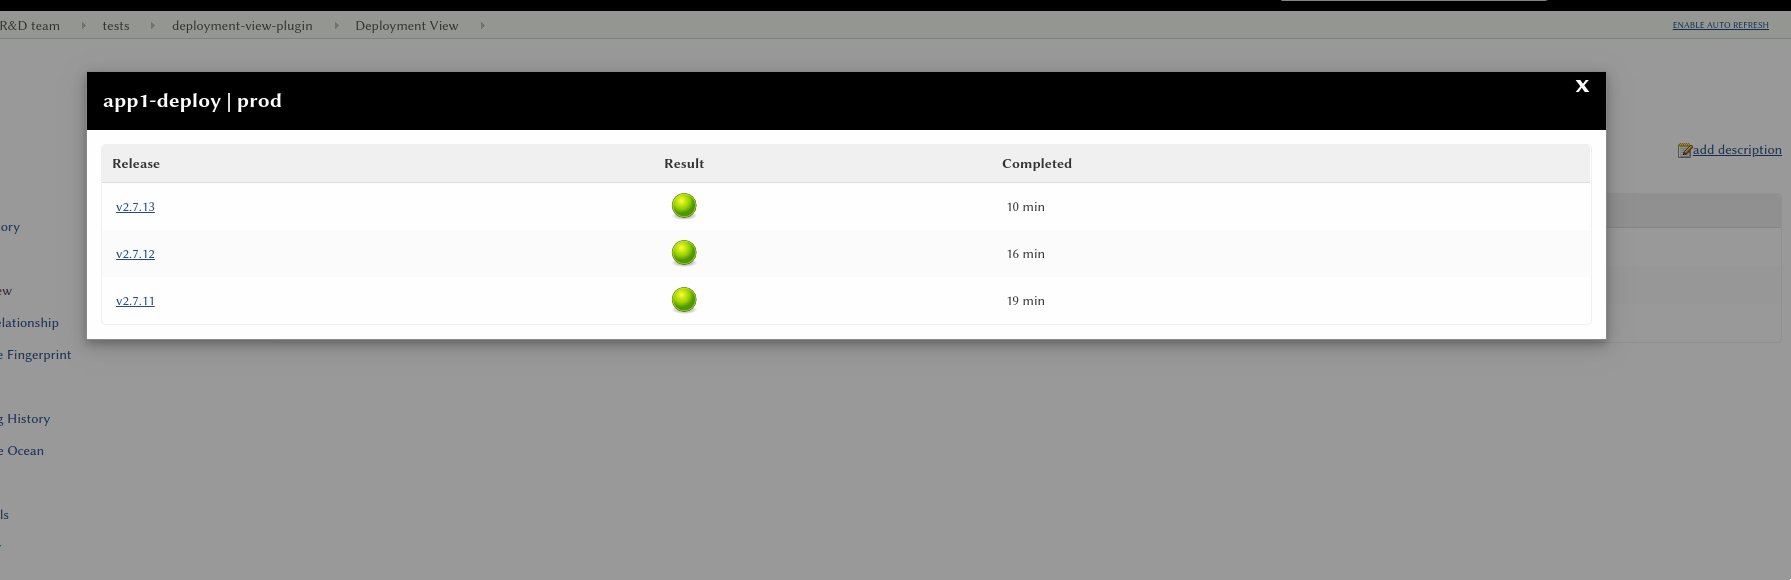 R&D team tests deployment-view-plugin Deployment View ENABLE AUTO REFRESH
app1-deploy | prod X
add description
Release Result Completed
v2.7.13 10 min
v2.7.12 16 min
v2.7.11 19 min
ory
ew
elationship
e Fingerprint
g History
e Ocean
ls